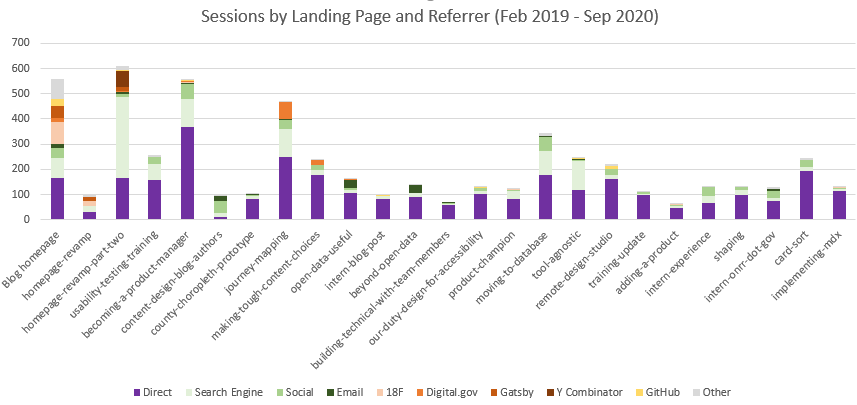 Sessions by Landing Page and Referrer (Feb 2019 - Sep 2020)
700
600
500
400
300
200
100
0
Blog homepage
homepage-revamp
homepage-revamp-part-two
usability-testing-training
becoming-a-product-manager
content-design-blog-authors
county-choropleth-prototype
journey-mapping
making-tough-content-choices
open-data-useful
intern-blog-post
beyond-open-data
building-technical-with-team-members
our-duty-design-for-accessibility
product-champion
moving-to-database
tool-agnostic
remote-design-studio
training-update
adding-a-product
intern-experience
shaping
intern-onrr-dot-gov
card-sort
implementing-mdx
Direct Search Engine Social Email 18F Digital.gov Gatsby Y Combinator GitHub Other